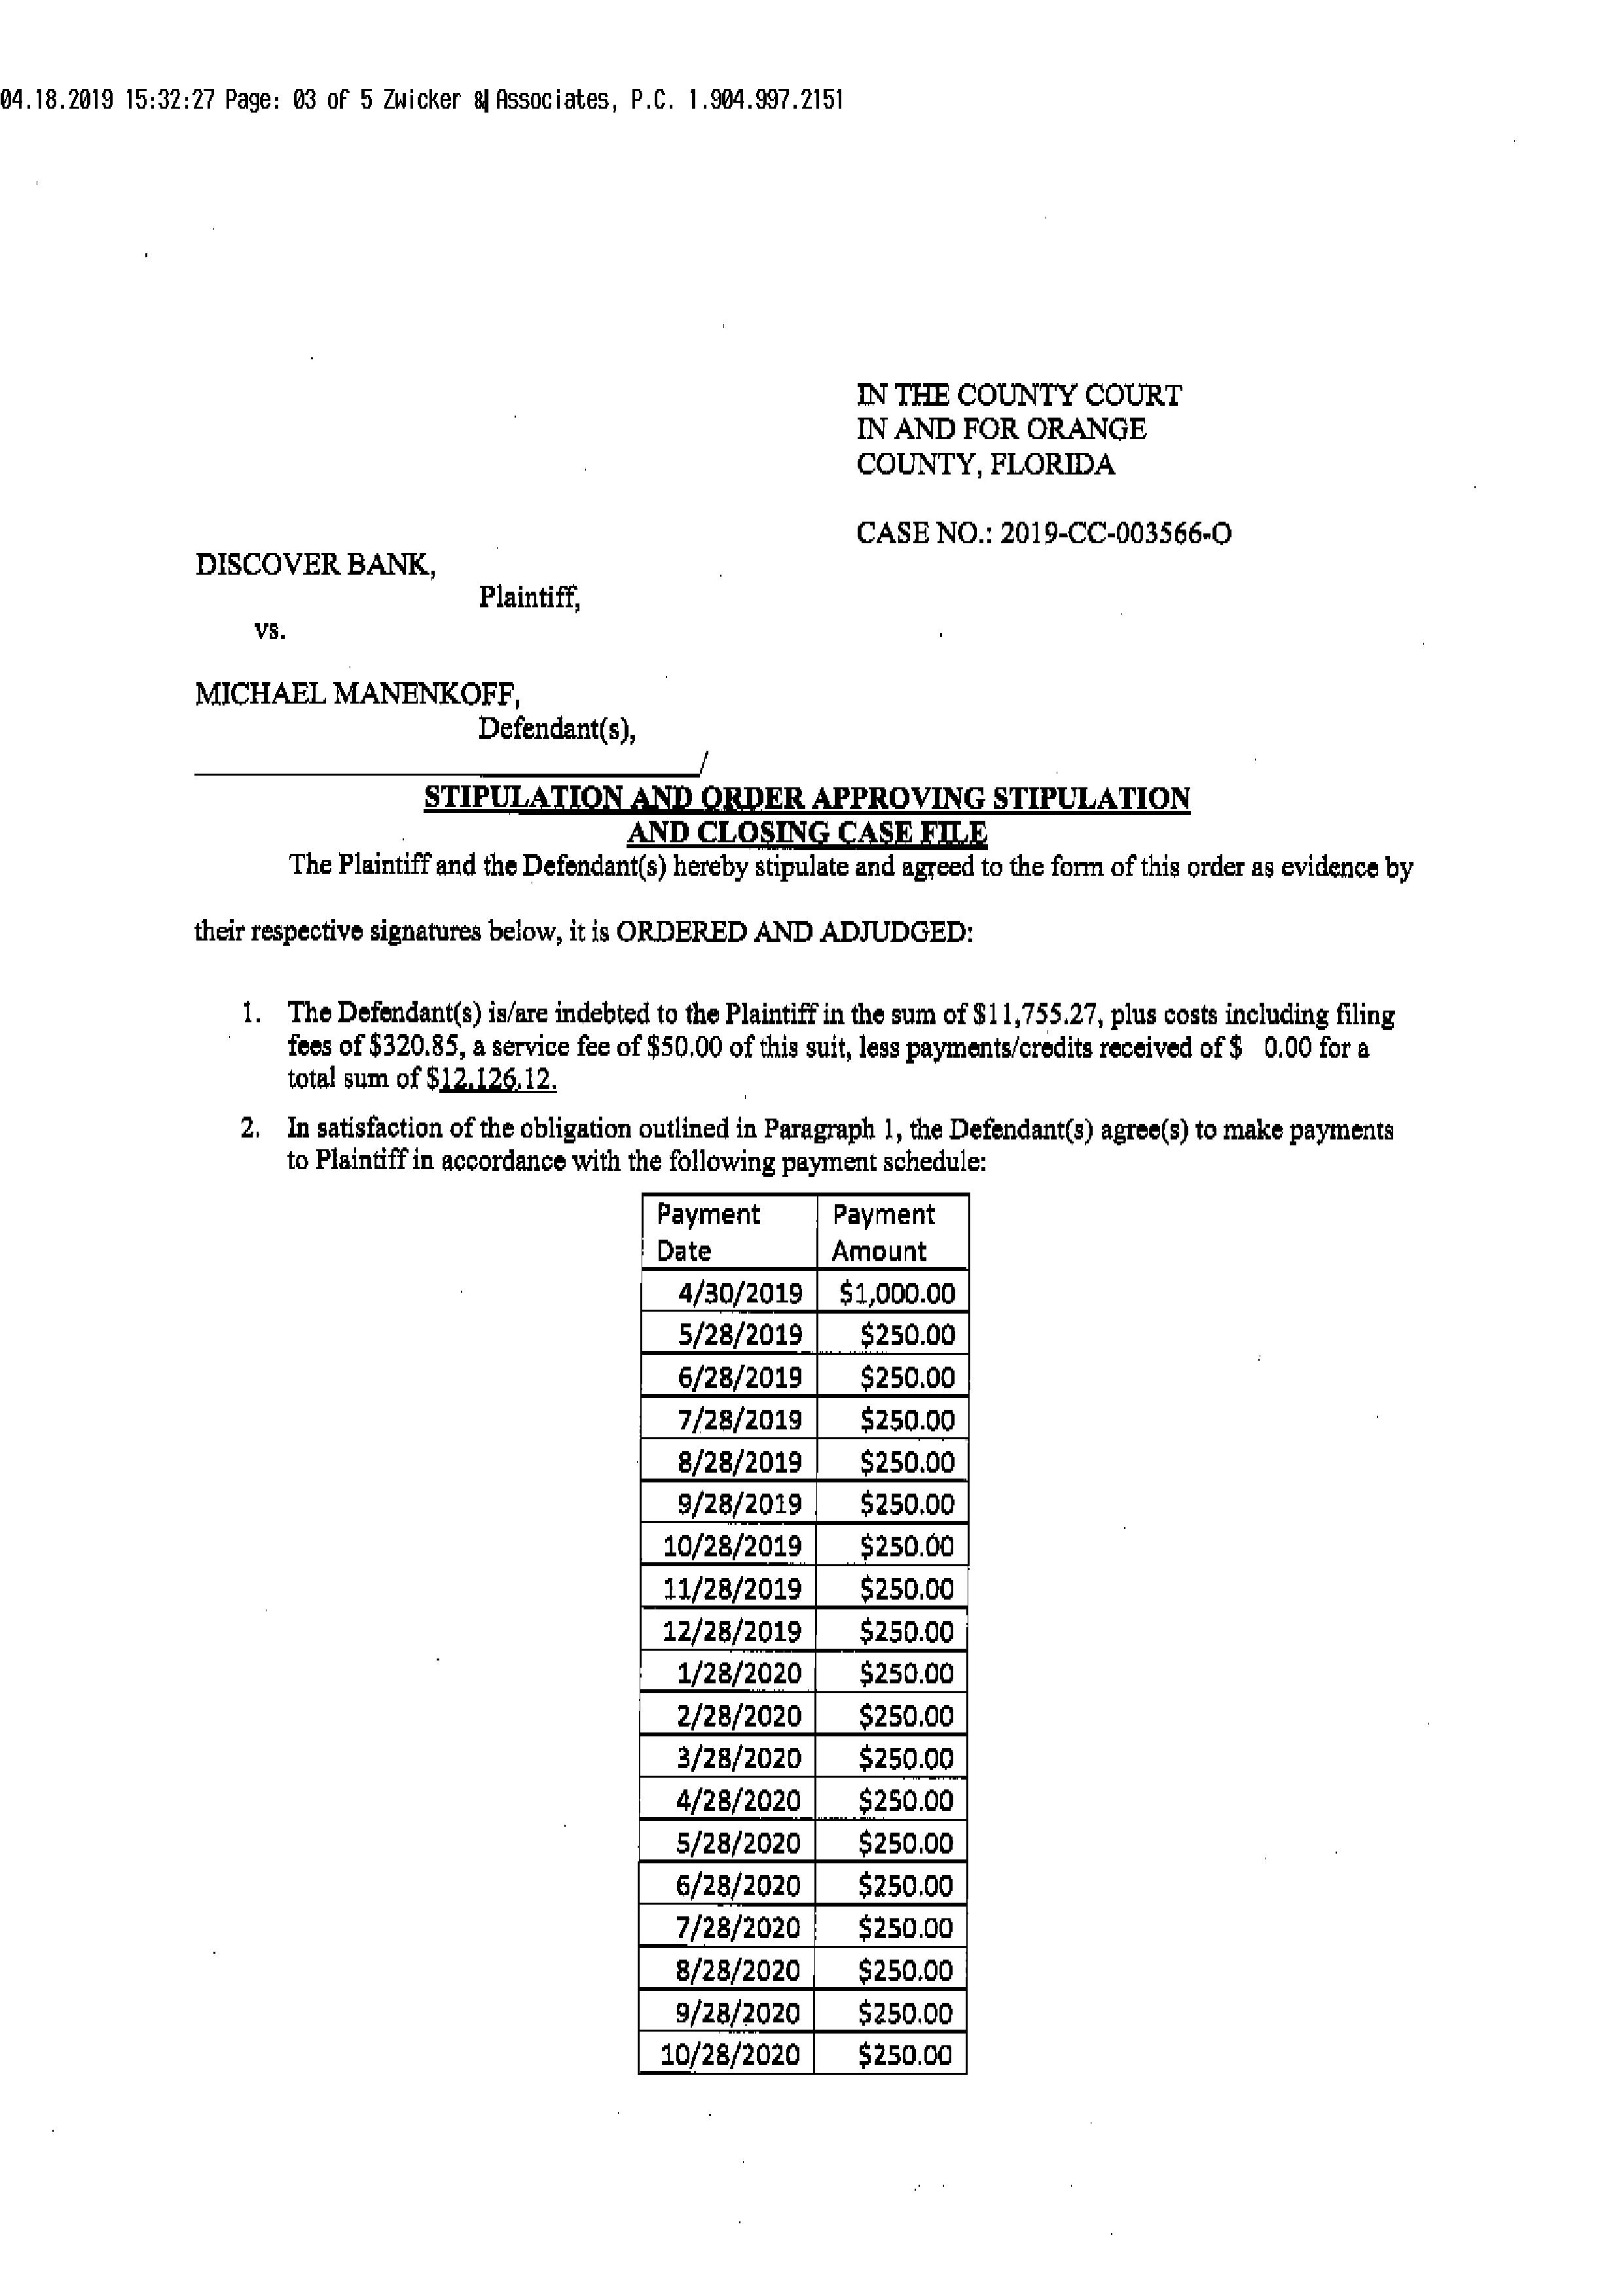 04.18.2019 15:32:27 Page: 03 of 5 Zwicker & Associates, P.C. 1.904.997.2151
IN THE COUNTY COURT
IN AND FOR ORANGE
COUNTY, FLORIDA
CASE NO.: 2019-CC-003566-O
DISCOVER BANK,
Plaintiff,
vs.
MICHAEL MANENKOFF,
Defendant(s),
/
STIPULATION AND ORDER APPROVING STIPULATION
AND CLOSING CASE FILE
The Plaintiff and the Defendant(s) hereby stipulate and agreed to the form of this order as evidence by
their respective signatures below, it is ORDERED AND ADJUDGED:
1. The Defendant(s) is/are indebted to the Plaintiff in the sum of $11,755.27, plus costs including filing
fees of $320.85, a service fee of $50.00 of this suit, less payments/credits received of $ 0.00 for a
total sum of $12,126.12.
2. In satisfaction of the obligation outlined in Paragraph 1, the Defendant(s) agree(s) to make payments
to Plaintiff in accordance with the following payment schedule:
Payment Date Payment Amount
4/30/2019 $1,000.00
5/28/2019 $250.00
6/28/2019 $250.00
7/28/2019 $250.00
8/28/2019 $250.00
9/28/2019 $250.00
10/28/2019 $250.00
11/28/2019 $250.00
12/28/2019 $250.00
1/28/2020 $250.00
2/28/2020 $250.00
3/28/2020 $250.00
4/28/2020 $250.00
5/28/2020 $250.00
6/28/2020 $250.00
7/28/2020 $250.00
8/28/2020 $250.00
9/28/2020 $250.00
10/28/2020 $250.00